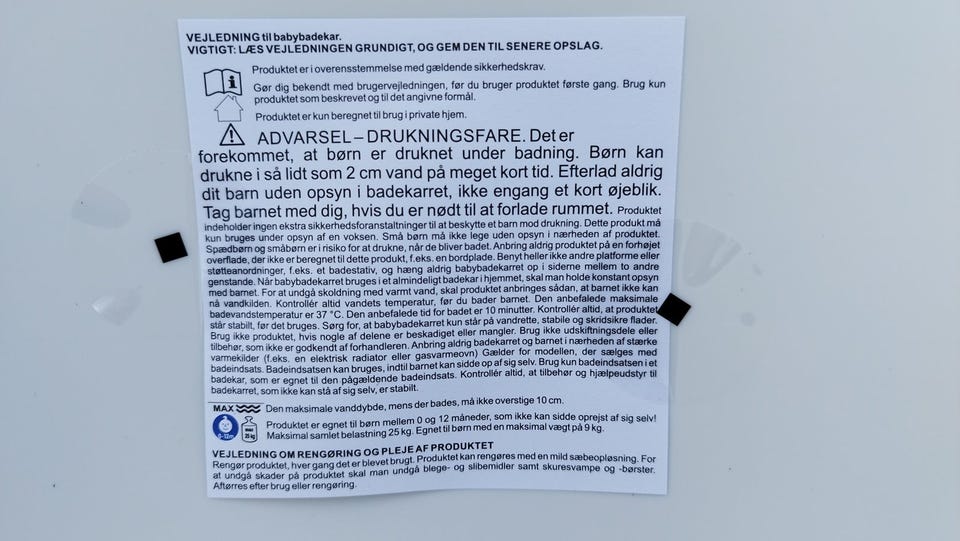 VEJLEDNING til babybadekar.
VIGTIGT: LÆS VEJLEDNINGEN GRUNDIGT, OG GEM DEN TIL SENERE OPSLAG.
Produktet er i overensstemmelse med gældende sikkerhedskrav.
Gør dig bekendt med brugervejledningen, før du bruger produktet første gang. Brug kun
produktet som beskrevet og til det angivne formål.
Produktet er kun beregnet til brug i private hjem.
ADVARSEL – DRUKNINGSFARE. Det er
forekommet, at børn er druknet under badning. Børn kan
drukne i så lidt som 2 cm vand på meget kort tid. Efterlad aldrig
dit barn uden opsyn i badekarret, ikke engang et kort øjeblik.
Tag barnet med dig, hvis du er nødt til at forlade rummet. Produktet
indeholder ingen ekstra sikkerhedsforanstaltninger til at beskytte et barn mod drukning. Dette produkt må
kun bruges under opsyn af en voksen. Små børn må ikke lege uden opsyn i nærheden af produktet.
Spædbørn og småbørn er i risiko for at drukne, når de bliver badet. Anbring aldrig produktet på en forhøjet
overflade, der ikke er beregnet til dette produkt, f.eks. en bordplade. Benyt heller ikke andre platforme eller
støtteanordninger, f.eks. et badestativ, og hæng aldrig babybadekarret op i siderne mellem to andre
genstande. Når babybadekarret bruges i et almindeligt badekar i hjemmet, skal man holde konstant opsyn
med barnet. For at undgå skoldning med varmt vand, skal produktet anbringes sådan, at barnet ikke kan
nå vandkilden. Kontrollér altid vandets temperatur, før du bader barnet. Den anbefalede maksimale
badevandstemperatur er 37 °C. Den anbefalede tid for badet er 10 minutter. Kontrollér altid, at produktet
står stabilt, før det bruges. Sørg for, at babybadekarret kun står på vandrette, stabile og skridsikre flader.
Brug ikke produktet, hvis nogle af delene er beskadiget eller mangler. Brug ikke udskiftningsdele eller
tilbehør, som ikke er godkendt af forhandleren. Anbring aldrig badekarret og barnet i nærheden af stærke
varmekilder (f.eks. en elektrisk radiator eller gasvarmeovn) Gælder for modellen, der sælges med
badeindsats. Badeindsatsen kan bruges, indtil barnet kan sidde op af sig selv. Brug kun badeindsatsen i et
badekar, som er egnet til den pågældende badeindsats. Kontrollér altid, at tilbehør og hjælpeudstyr til
badekarret, som ikke kan stå af sig selv, er stabilt.
MAX Den maksimale vanddybde, mens der bades, må ikke overstige 10 cm.
0-12m
MAX 25 kg
Produktet er egnet til børn mellem 0 og 12 måneder, som ikke kan sidde oprejst af sig selv!
Maksimal samlet belastning 25 kg. Egnet til børn med en maksimal vægt på 9 kg.
VEJLEDNING OM RENGØRING OG PLEJE AF PRODUKTET
Rengør produktet, hver gang det er blevet brugt. Produktet kan rengøres med en mild sæbeopløsning. For
at undgå skader på produktet skal man undgå blege- og slibemidler samt skuresvampe og -børster.
Aftørres efter brug eller rengøring.